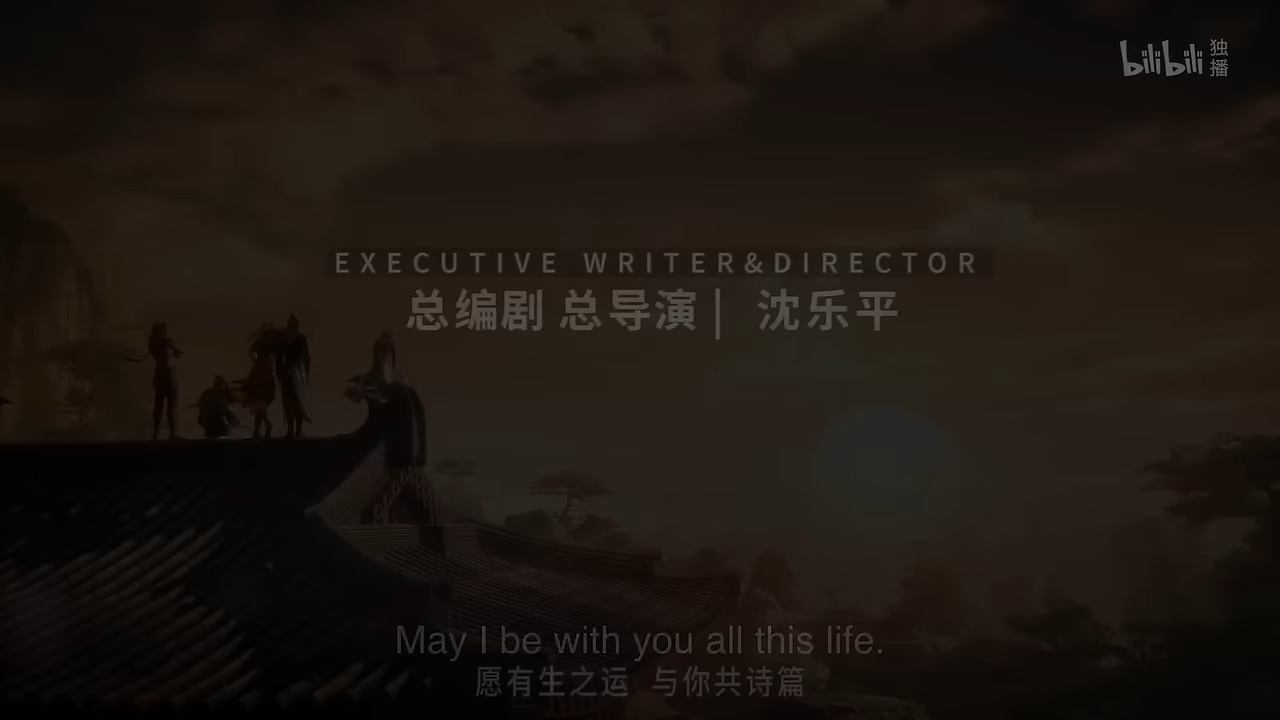 bilibili 独播
EXECUTIVE WRITER&DIRECTOR
总编剧 总导演 | 沈乐平
May I be with you all this life.
愿有生之运 与你共诗篇